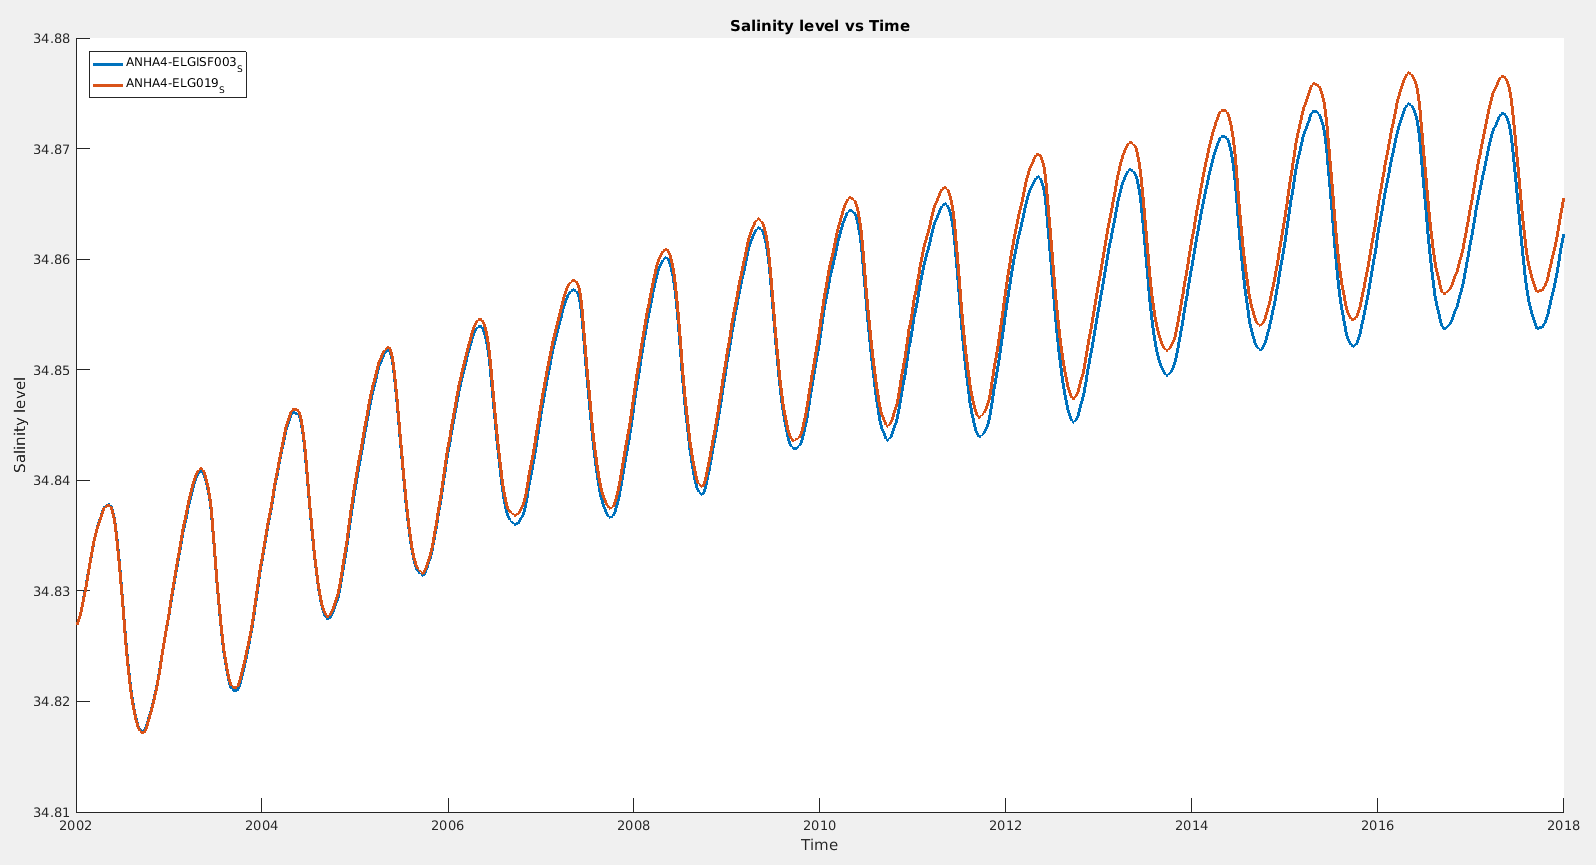 Salinity level vs Time
34.88
ANHA4-ELGISF003S
ANHA4-ELG019S
34.87
34.86
34.85
Salinity level
34.84
34.83
34.82
34.81
2002 2004 2006 2008 2010 2012 2014 2016 2018
Time